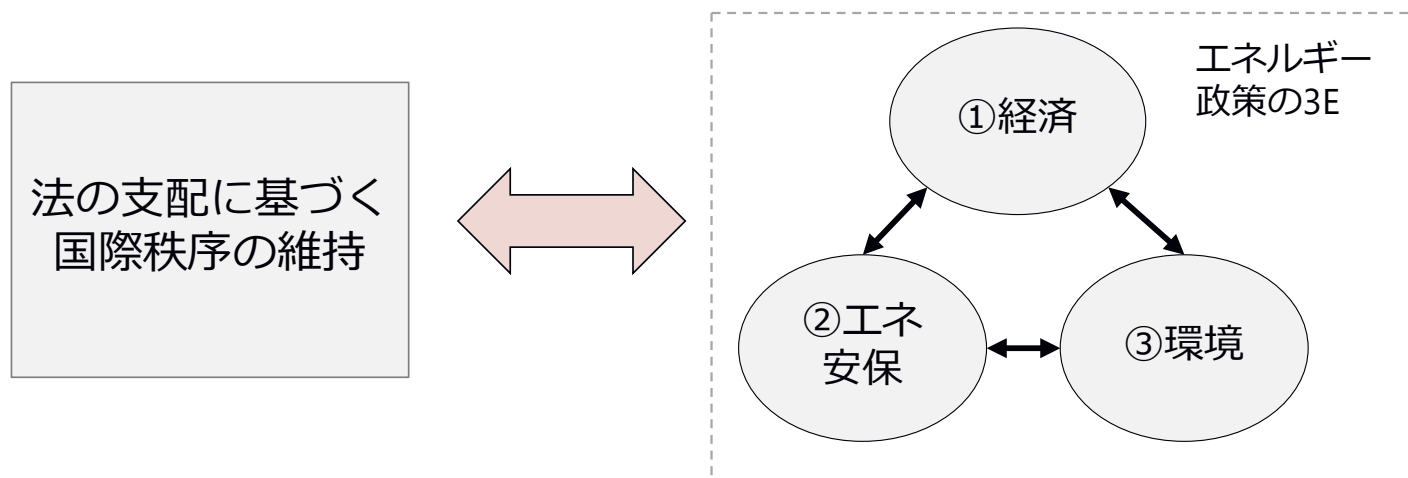 法の支配に基づく
国際秩序の維持
エネルギー
政策の3E
①経済
②エネ
安保
③環境